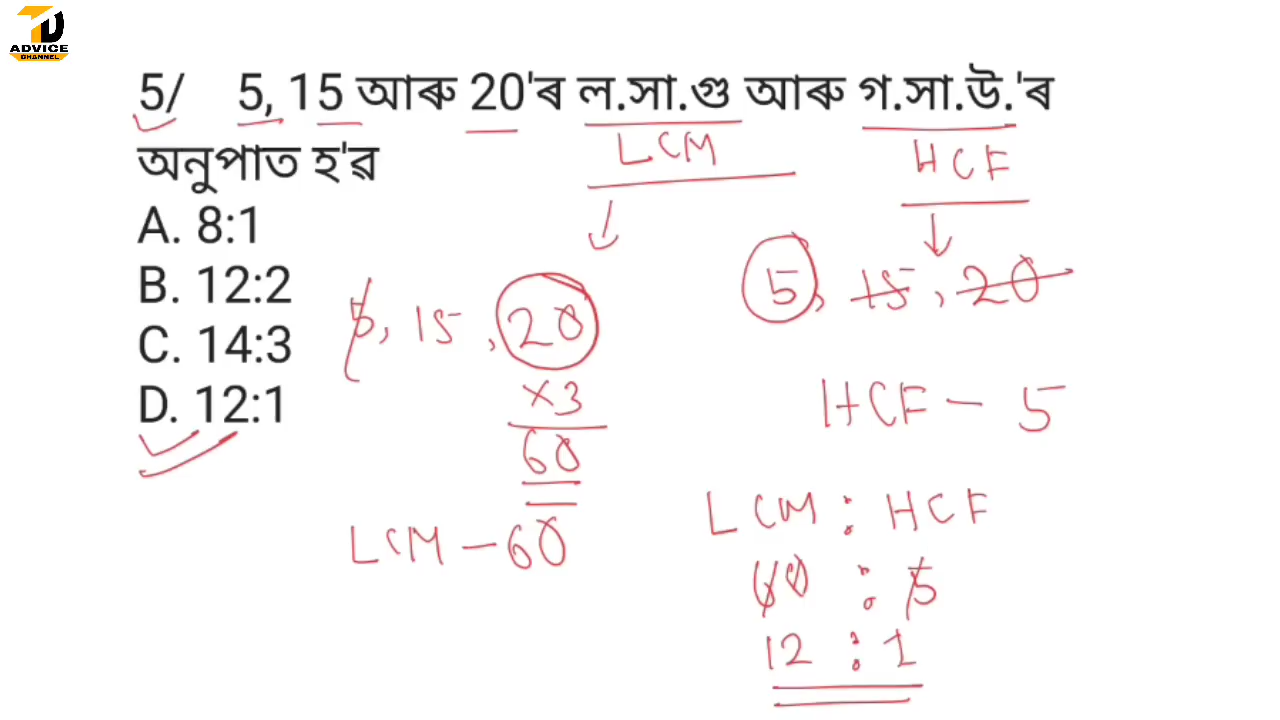 TD
ADVICE
CHANNEL
5/ 5, 15 আৰু 20'ৰ ল.সা.গু আৰু গ.সা.উ.'ৰ
অনুপাত হ'ৱ
A. 8:1
B. 12:2
C. 14:3
D. 12:1
LCM
HCF
5, 15, 20
×3
60
LCM - 60
5, 15, 20
HCF - 5
LCM : HCF
60 : 5
12 : 1